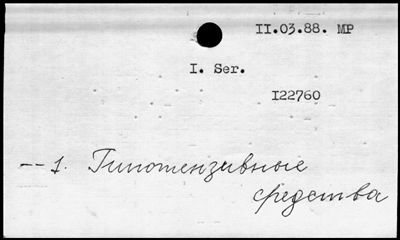 II.03.88. MP
I. Ser.
I22760
--1. Гипотензивные
средства